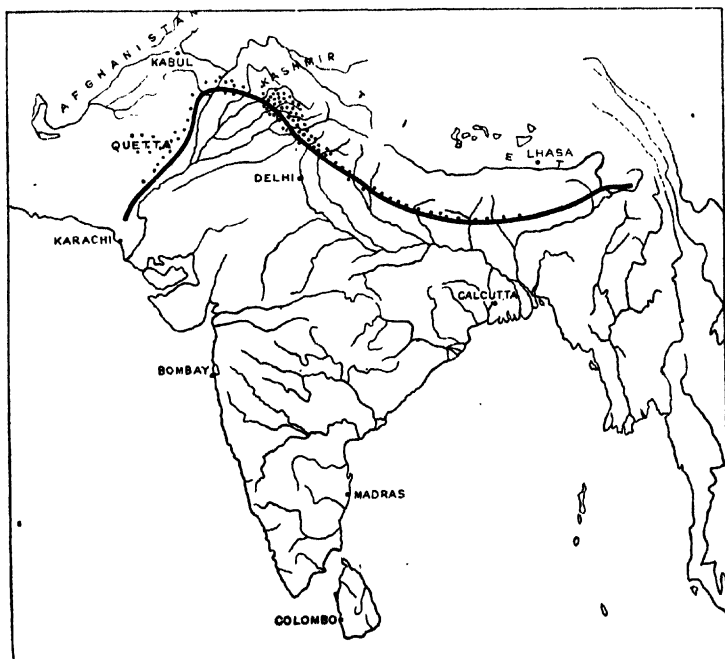 AFGHANISTAN
KABUL
KASHMIR
QUETTA
T
E
LHASA
T
DELHI
KARACHI
CALCUTTA
BOMBAY
MADRAS
COLOMBO